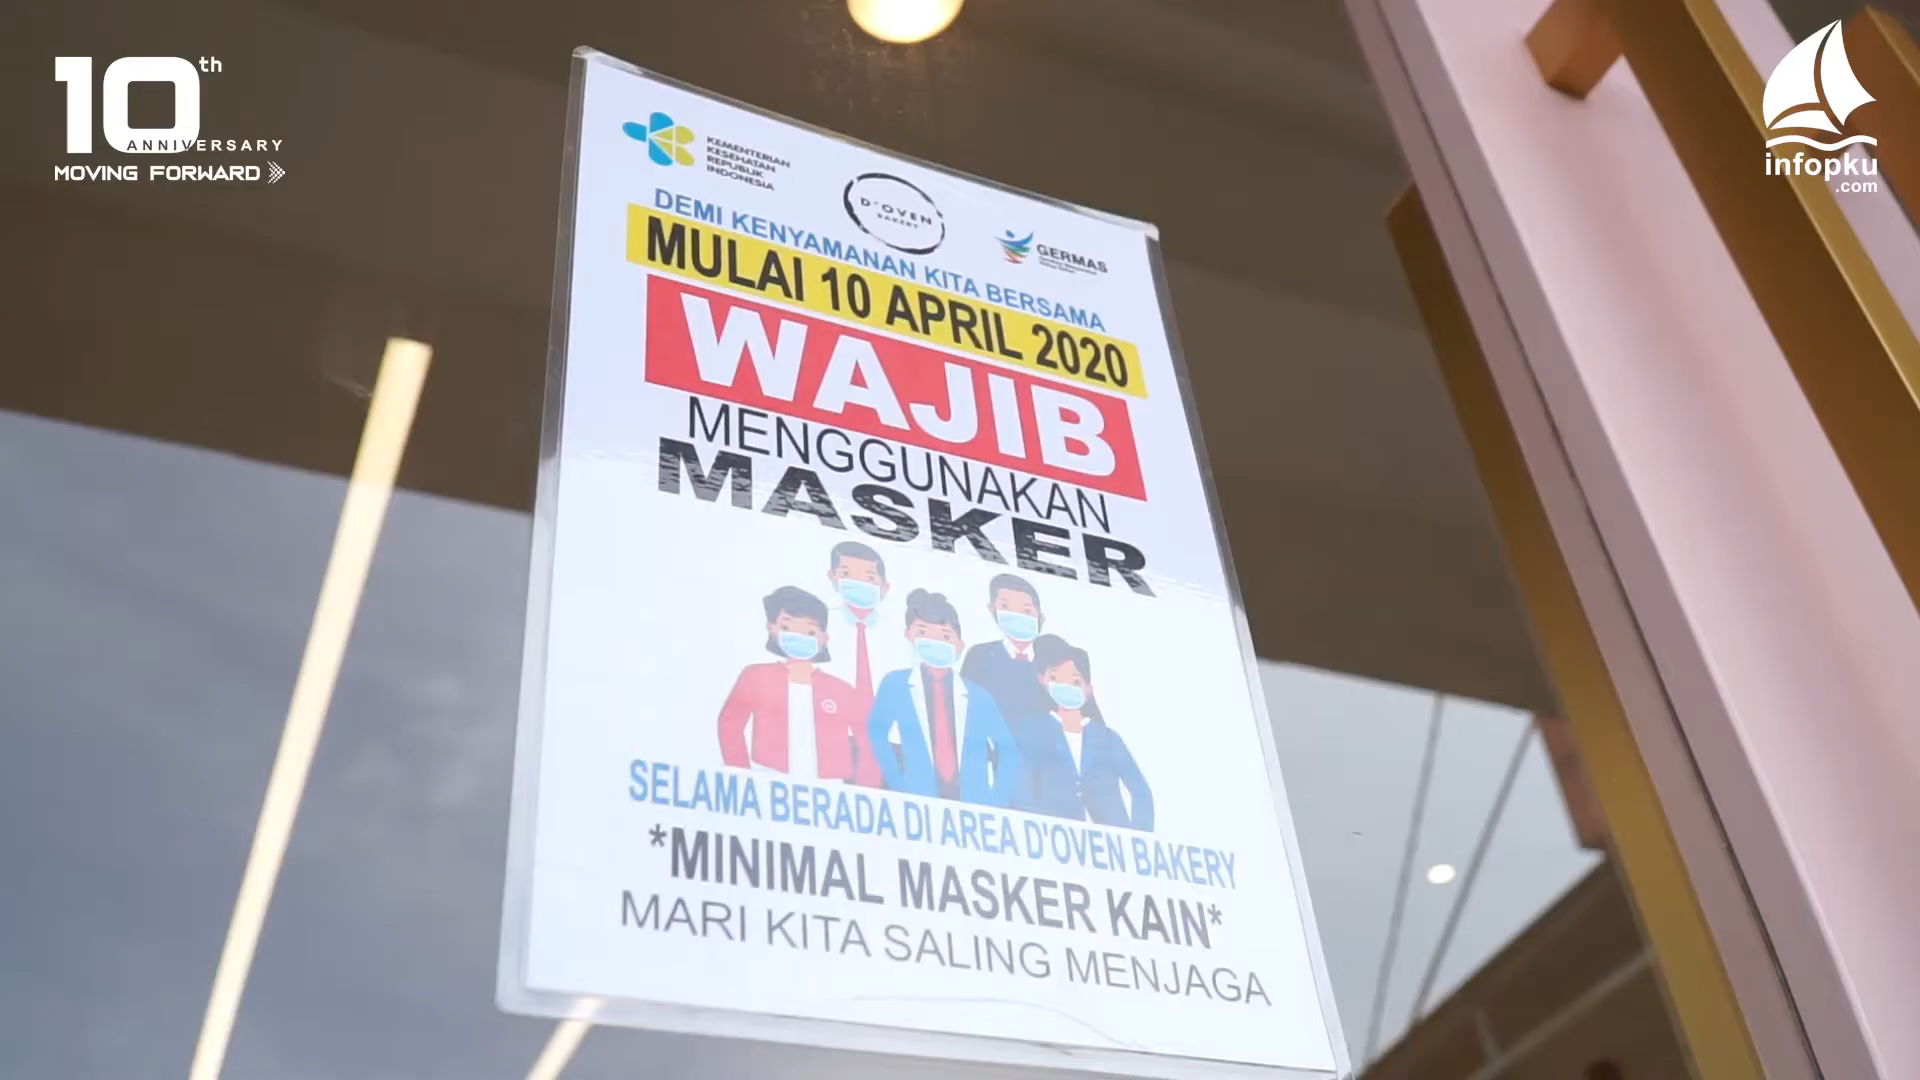 10th
ANNIVERSARY
MOVING FORWARD
infopku
.com
KEMENTERIAN
KESEHATAN
REPUBLIK
INDONESIA
D'OVEN
BAKERY
GERMAS
DEMI KENYAMANAN KITA BERSAMA
MULAI 10 APRIL 2020
WAJIB
MENGGUNAKAN
MASKER
SELAMA BERADA DI AREA D'OVEN BAKERY
*MINIMAL MASKER KAIN*
MARI KITA SALING MENJAGA